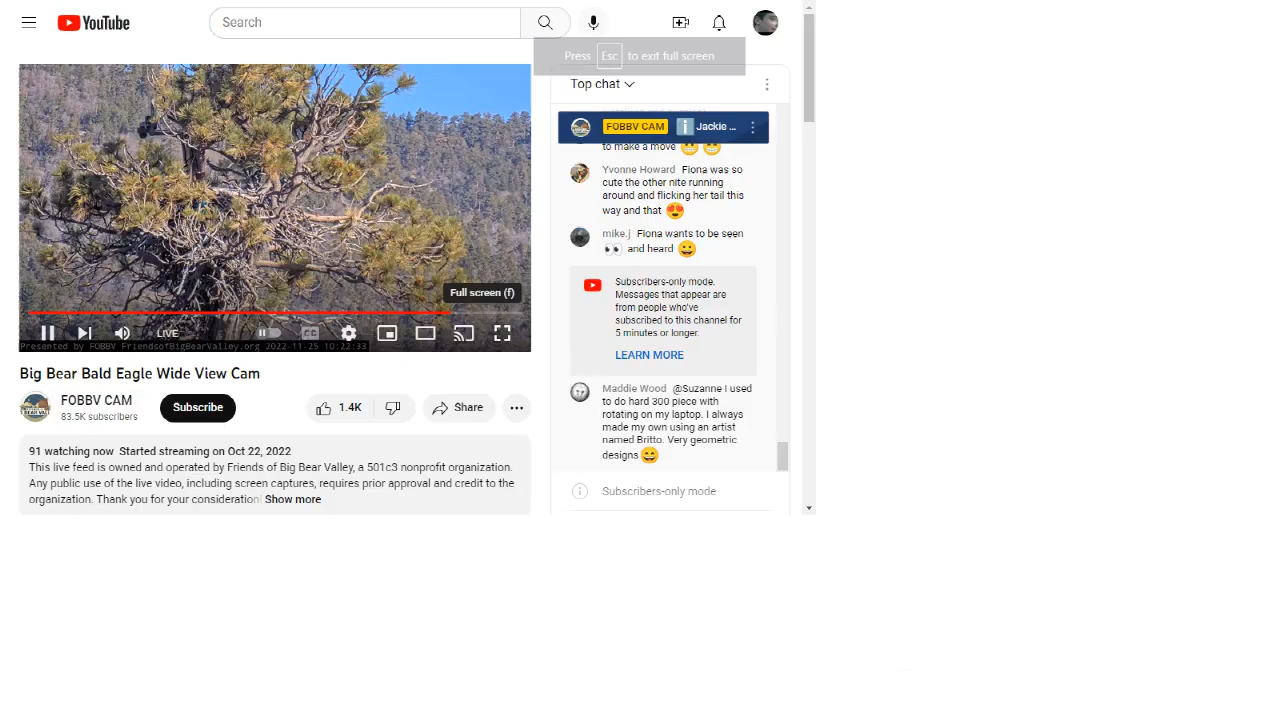 YouTube
Search
Press Esc to exit full screen
Top chat
FOBBV CAM Jackie ...
to make a move
Yvonne Howard Fiona was so
cute the other nite running
around and flicking her tail this
way and that
mike.j Fiona wants to be seen
and heard
Subscribers-only mode.
Messages that appear are
from people who've
subscribed to this channel for
5 minutes or longer.
LEARN MORE
Maddie Wood @Suzanne I used
to do hard 300 piece with
rotating on my laptop. I always
made my own using an artist
named Britto. Very geometric
designs
Subscribers-only mode
Full screen (f)
LIVE
CC
Presented by FOBBV FriendsofBigBearValley.org 2022-11-25 10:22:33
Big Bear Bald Eagle Wide View Cam
FOBBV CAM
83.5K subscribers
Subscribe
1.4K
Share
91 watching now Started streaming on Oct 22, 2022
This live feed is owned and operated by Friends of Big Bear Valley, a 501c3 nonprofit organization.
Any public use of the live video, including screen captures, requires prior approval and credit to the
organization. Thank you for your consideration! Show more